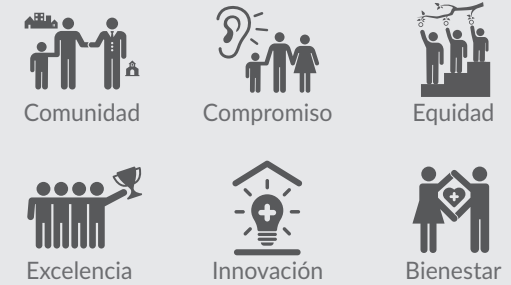 Comunidad
Compromiso
Equidad
Excelencia
Innovación
Bienestar